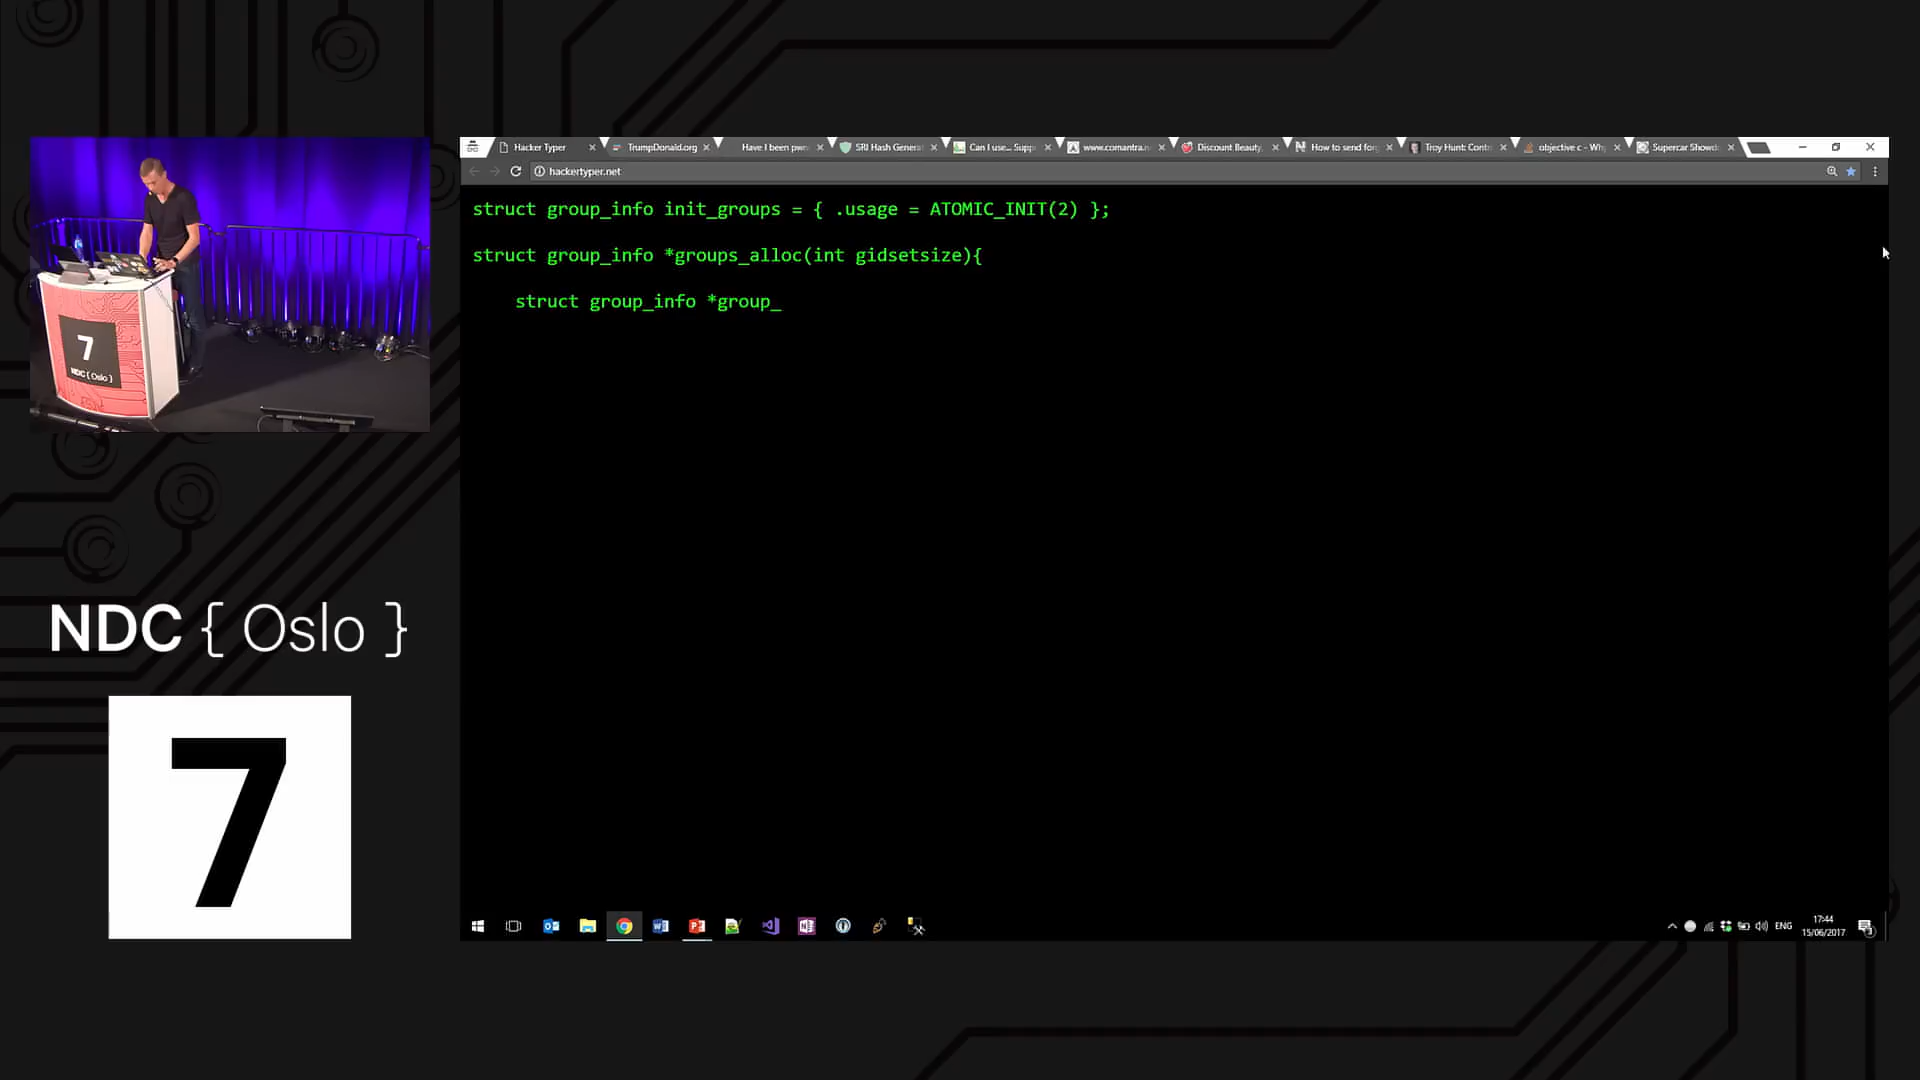 Hacker Typer
TrumpDonald.org
Have I been pwn
SRI Hash Generat
Can I use... Supp
www.comantra.n
Discount Beauty
How to send for
Troy Hunt: Contr
objective c - Wh
Supercar Showd
hackertyper.net
struct group_info init_groups = { .usage = ATOMIC_INIT(2) };
struct group_info *groups_alloc(int gidsetsize){
struct group_info *group_
7
NDC { Oslo }
NDC { Oslo }
7
ENG
17:44
15/06/2017